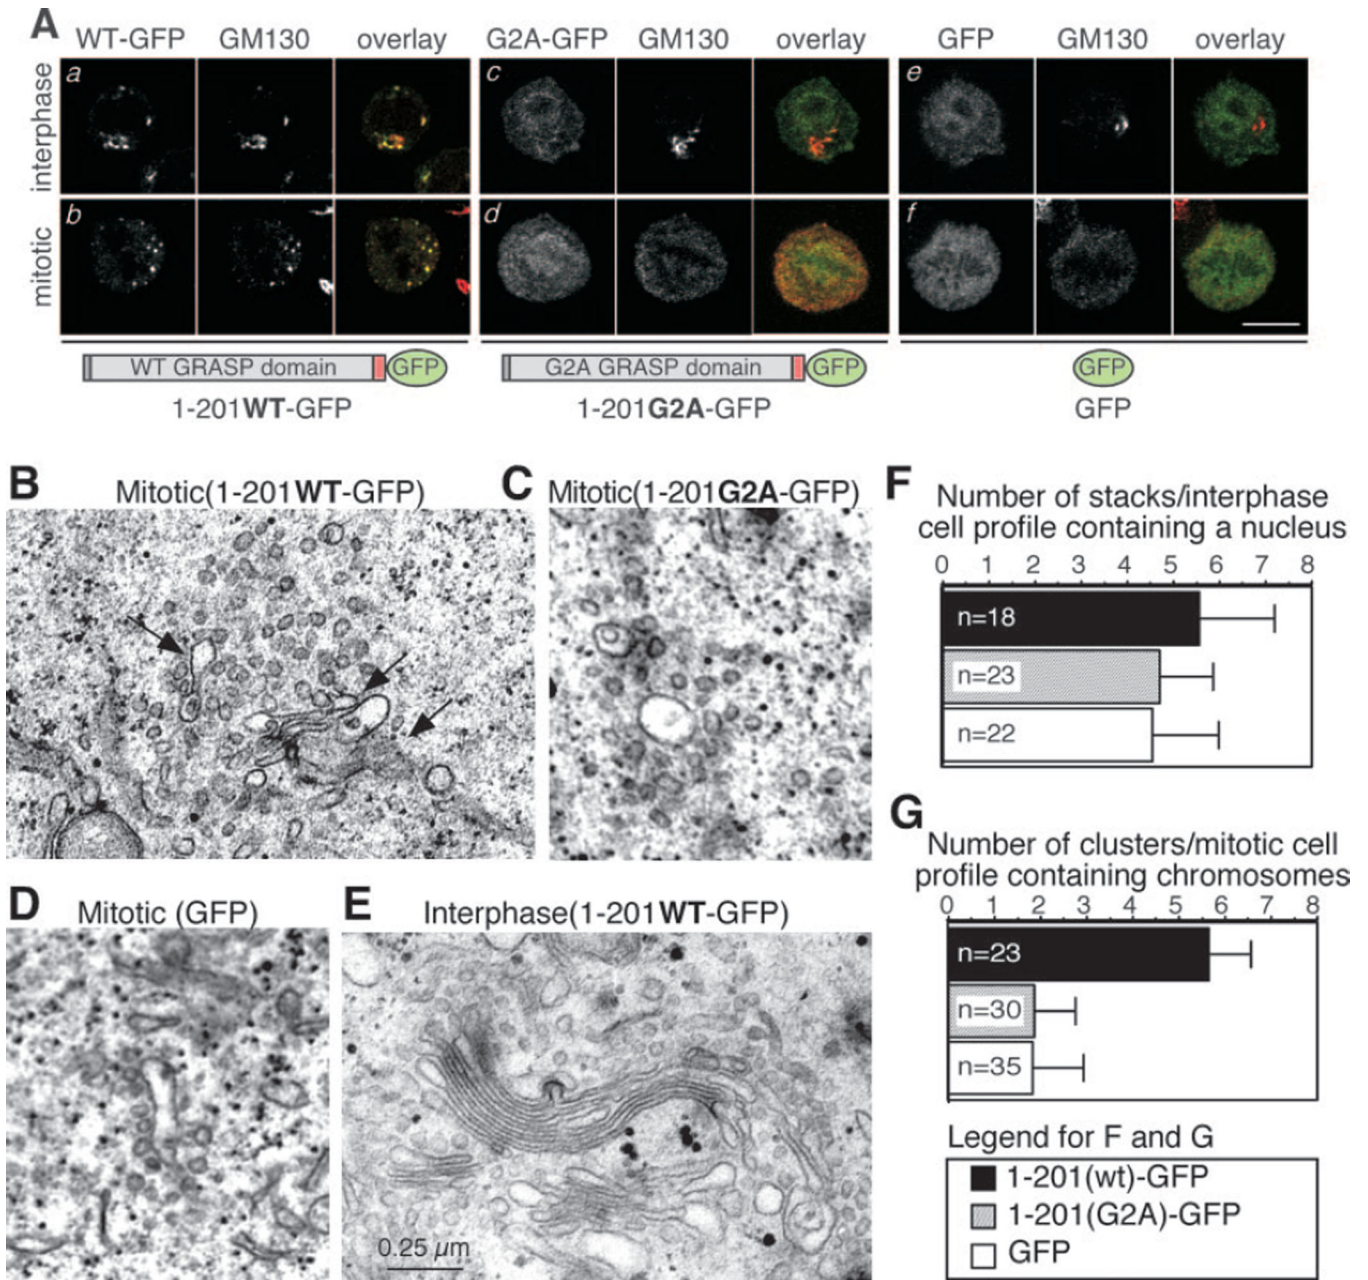 A
WT-GFP GM130 overlay G2A-GFP GM130 overlay GFP GM130 overlay
interphase
a c e
mitotic
b d f
WT GRASP domain GFP G2A GRASP domain GFP GFP
1-201WT-GFP 1-201G2A-GFP GFP
B Mitotic(1-201WT-GFP)
C Mitotic(1-201G2A-GFP)
D Mitotic (GFP)
E Interphase(1-201WT-GFP)
0.25 µm
F Number of stacks/interphase
cell profile containing a nucleus
0 1 2 3 4 5 6 7 8
n=18
n=23
n=22
G
Number of clusters/mitotic cell
profile containing chromosomes
0 1 2 3 4 5 6 7 8
n=23
n=30
n=35
Legend for F and G
1-201(wt)-GFP
1-201(G2A)-GFP
GFP